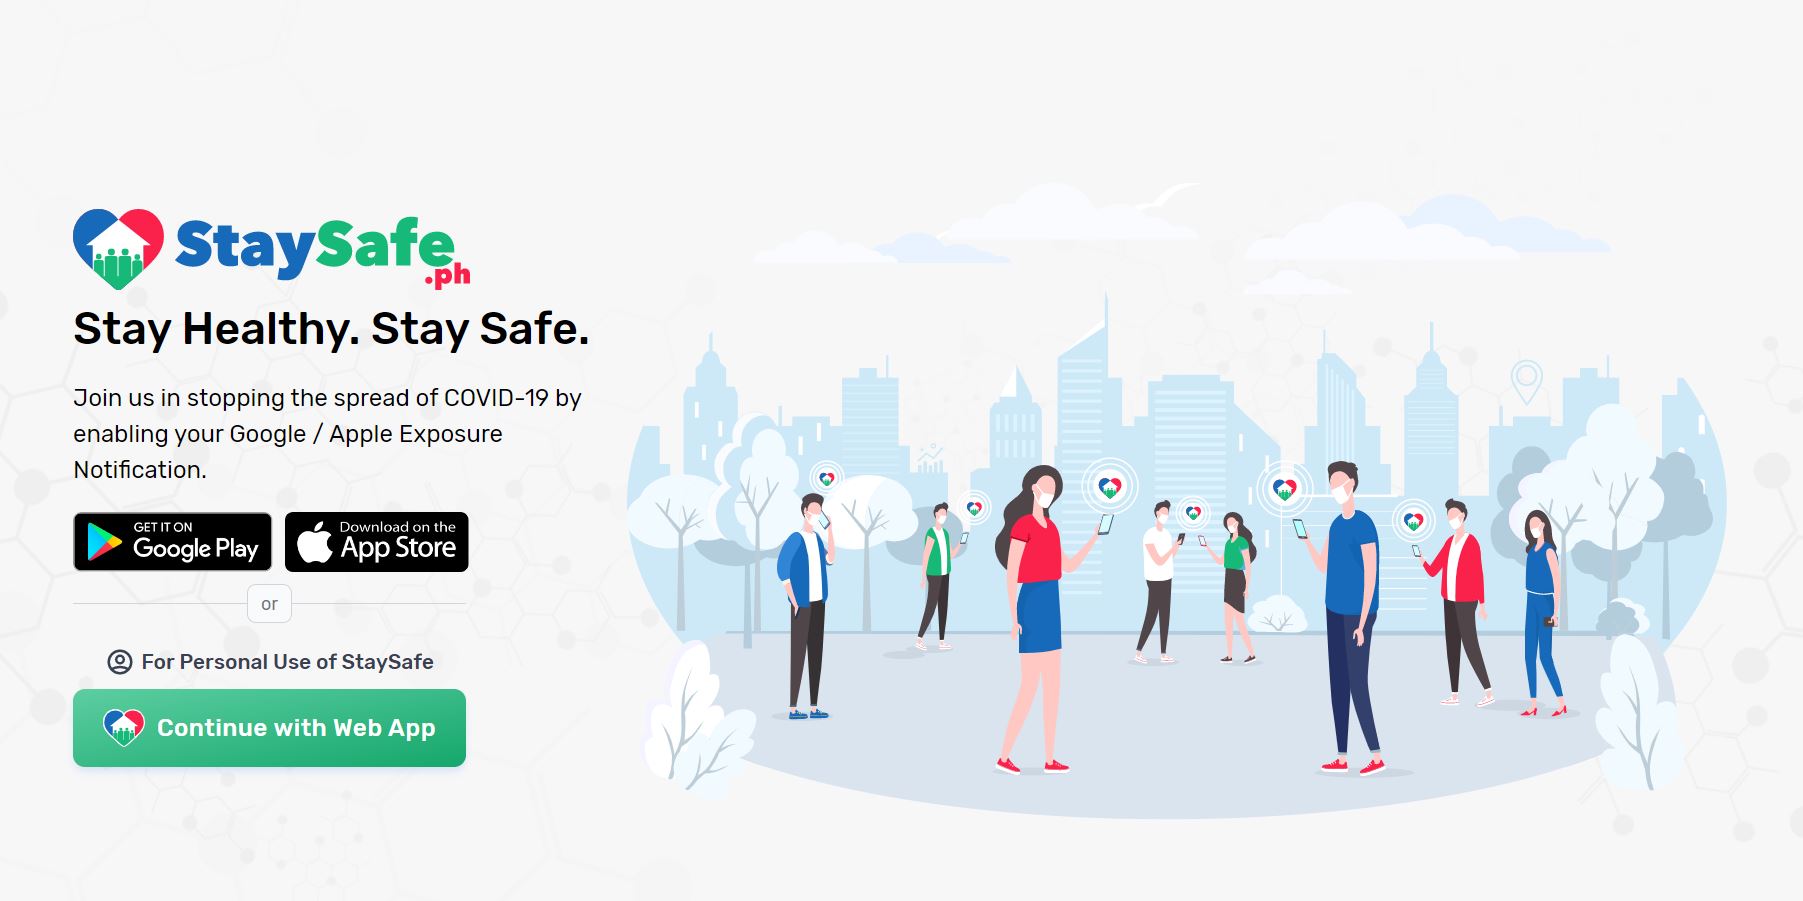 StaySafe
.ph
Stay Healthy. Stay Safe.
Join us in stopping the spread of COVID-19 by
enabling your Google / Apple Exposure
Notification.
GET IT ON
Google Play
Download on the
App Store
or
For Personal Use of StaySafe
Continue with Web App